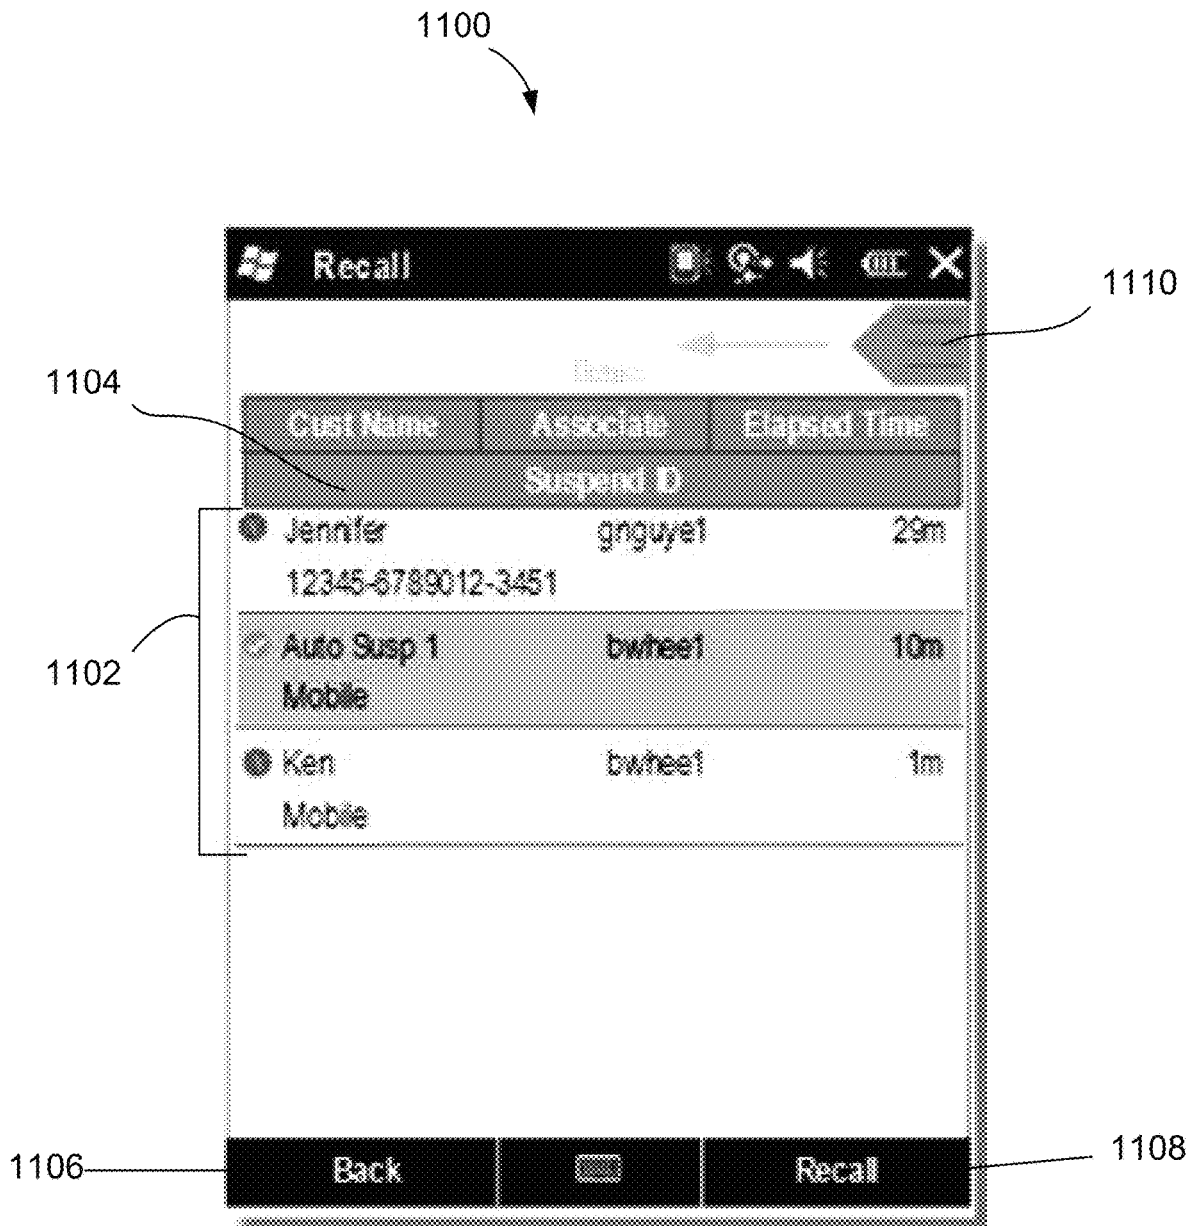 1100
Recall
1110
1104
Cust Name Associate Elapsed Time
Suspend ID
Jennifer gnguye1 29m
12345-6789012-3451
Auto Susp 1 bwhee1 10m
Mobile
1102
Ken bwhee1 1m
Mobile
1106 Back Recall 1108